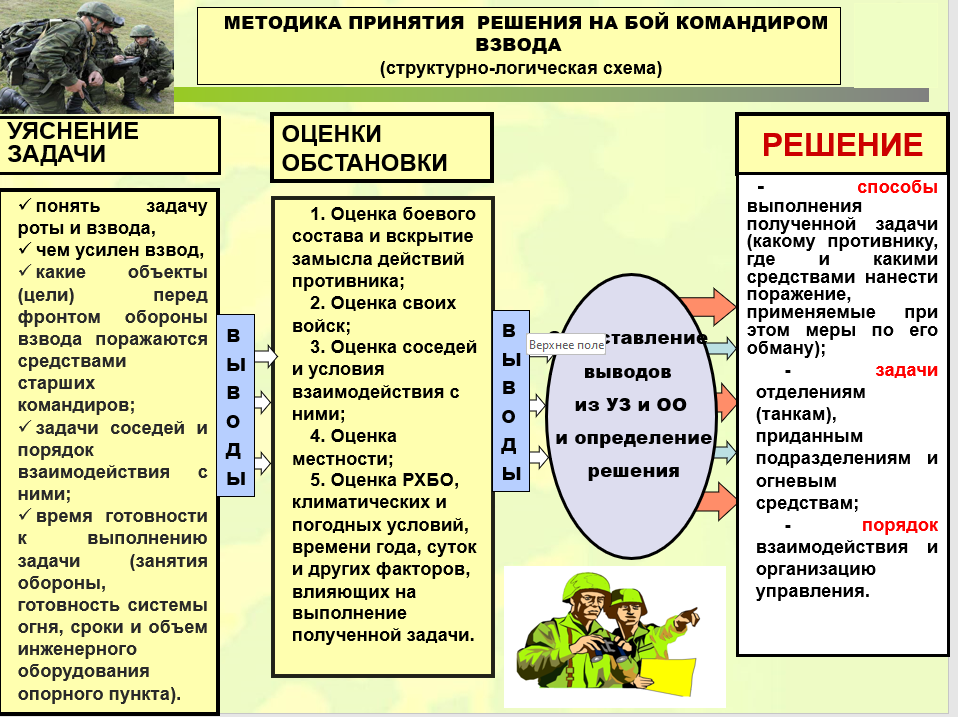 МЕТОДИКА ПРИНЯТИЯ РЕШЕНИЯ НА БОЙ КОМАНДИРОМ
ВЗВОДА
(структурно-логическая схема)
УЯСНЕНИЕ
ЗАДАЧИ
✓ понять задачу
роты и взвода,
✓ чем усилен взвод,
✓ какие объекты
(цели) перед
фронтом обороны
взвода поражаются
средствами
старших
командиров;
✓ задачи соседей и
порядок
взаимодействия с
ними;
✓ время готовности
к выполнению
задачи (занятия
обороны,
готовность системы
огня, сроки и объем
инженерного
оборудования
опорного пункта).
В
Ы
В
О
Д
Ы
ОЦЕНКИ
ОБСТАНОВКИ
1. Оценка боевого
состава и вскрытие
замысла действий
противника;
2. Оценка своих
войск;
3. Оценка соседей
и условия
взаимодействия с
ними;
4. Оценка
местности;
5. Оценка РХБО,
климатических и
погодных условий,
времени года, суток
и других факторов,
влияющих на
выполнение
полученной задачи.
В
Ы
В
О
Д
Ы
Верхнее поле
ставление
выводов
из УЗ и ОО
и определение
решения
РЕШЕНИЕ
- способы
выполнения
полученной задачи
(какому противнику,
где и какими
средствами нанести
поражение,
применяемые при
этом меры по его
обману);
- задачи
отделениям
(танкам),
приданным
подразделениям и
огневым
средствам;
- порядок
взаимодействия и
организацию
управления.